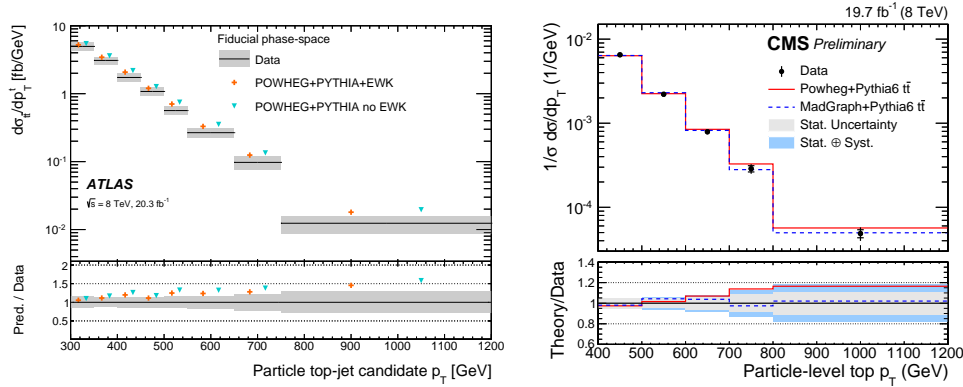 dσ_tt̄/dp_T^t [fb/GeV]
10
1
10⁻¹
10⁻²
Fiducial phase-space
Data
POWHEG+PYTHIA+EWK
POWHEG+PYTHIA no EWK
ATLAS
√s = 8 TeV, 20.3 fb⁻¹
Pred. / Data
2
1.5
1
0.5
300 400 500 600 700 800 900 1000 1100 1200
Particle top-jet candidate p_T [GeV]
19.7 fb⁻¹ (8 TeV)
1/σ dσ/dp_T (1/GeV)
10⁻²
10⁻³
10⁻⁴
CMS Preliminary
Data
Powheg+Pythia6 tt̄
MadGraph+Pythia6 tt̄
Stat. Uncertainty
Stat. ⊕ Syst.
Theory/Data
1.4
1.2
1.0
0.8
400 500 600 700 800 900 1000 1100 1200
Particle-level top p_T (GeV)